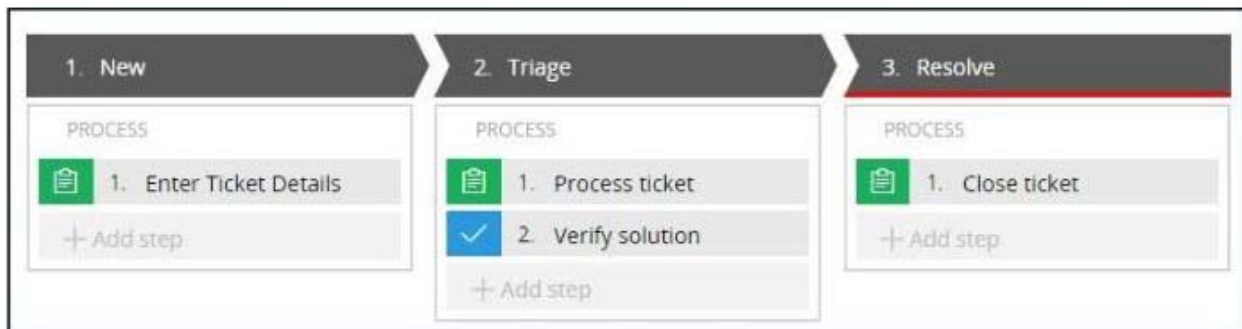 1. New
PROCESS
1. Enter Ticket Details
+ Add step
2. Triage
PROCESS
1. Process ticket
2. Verify solution
+ Add step
3. Resolve
PROCESS
1. Close ticket
+ Add step